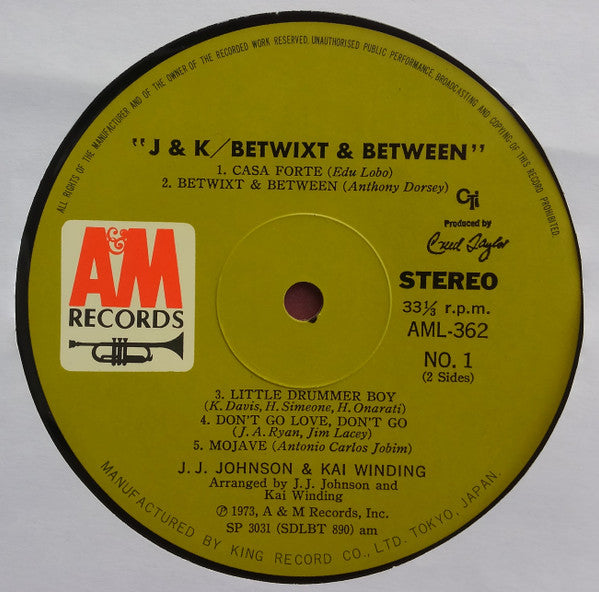 ALL RIGHTS OF THE MANUFACTURER AND OF THE OWNER OF THE RECORDED WORK RESERVED. UNAUTHORISED PUBLIC PERFORMANCE, BROADCASTING AND COPYING OF THIS RECORD PROHIBITED.
"J & K/BETWIXT & BETWEEN"
1. CASA FORTE (Edu Lobo)
2. BETWIXT & BETWEEN (Anthony Dorsey)
CTi
Produced by
Creed Taylor
A&M
RECORDS
STEREO
33⅓ r.p.m.
AML-362
NO. 1
(2 Sides)
3. LITTLE DRUMMER BOY
(K. Davis, H. Simeone, H. Onarati)
4. DON'T GO LOVE, DON'T GO
(J. A. Ryan, Jim Lacey)
5. MOJAVE (Antonio Carlos Jobim)
J. J. JOHNSON & KAI WINDING
Arranged by J. J. Johnson and
Kai Winding
Ⓟ 1973, A & M Records, Inc.
SP 3031 (SDLBT 890) am
MANUFACTURED BY KING RECORD CO., LTD. TOKYO, JAPAN.